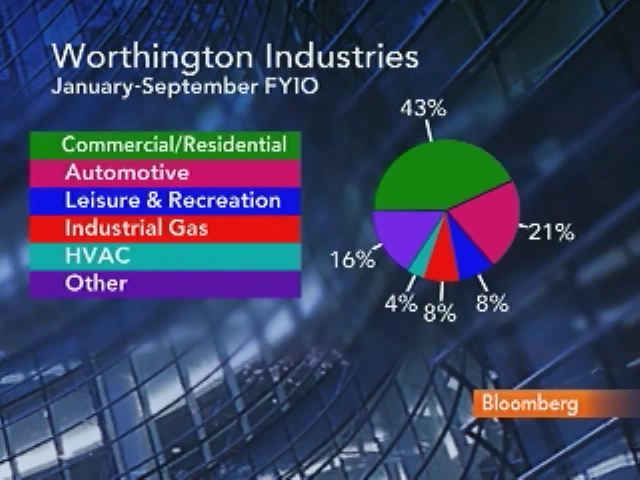 Worthington Industries
January-September FY10
43%
Commercial/Residential
Automotive
Leisure & Recreation
Industrial Gas
HVAC
Other
21%
16%
4%
8%
8%
Bloomberg